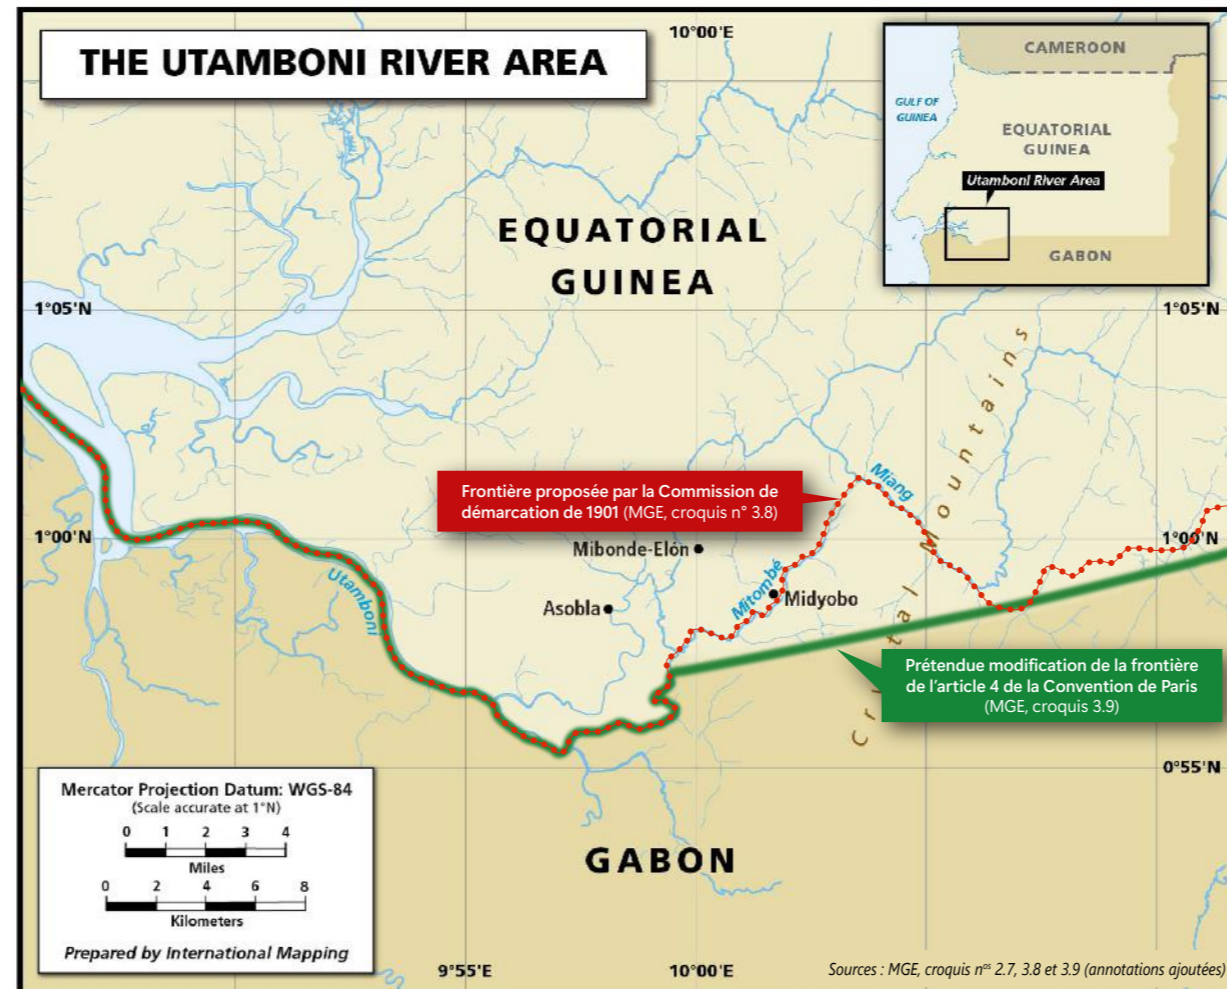 THE UTAMBONI RIVER AREA
10°00'E
CAMEROON
GULF OF
GUINEA
EQUATORIAL
GUINEA
Utamboni River Area
GABON
EQUATORIAL
GUINEA
1°05'N
1°05'N
Crystal Mountains
Miang
Frontière proposée par la Commission de
démarcation de 1901 (MGE, croquis n° 3.8)
1°00'N
1°00'N
Mibonde-Elón
Mitombé
Midyobo
Asobla
Utamboni
Prétendue modification de la frontière
de l'article 4 de la Convention de Paris
(MGE, croquis 3.9)
0°55'N
Mercator Projection Datum: WGS-84
(Scale accurate at 1°N)
0 1 2 3 4
Miles
0 2 4 6 8
Kilometers
Prepared by International Mapping
GABON
9°55'E
10°00'E
Sources : MGE, croquis nᵒˢ 2.7, 3.8 et 3.9 (annotations ajoutées)